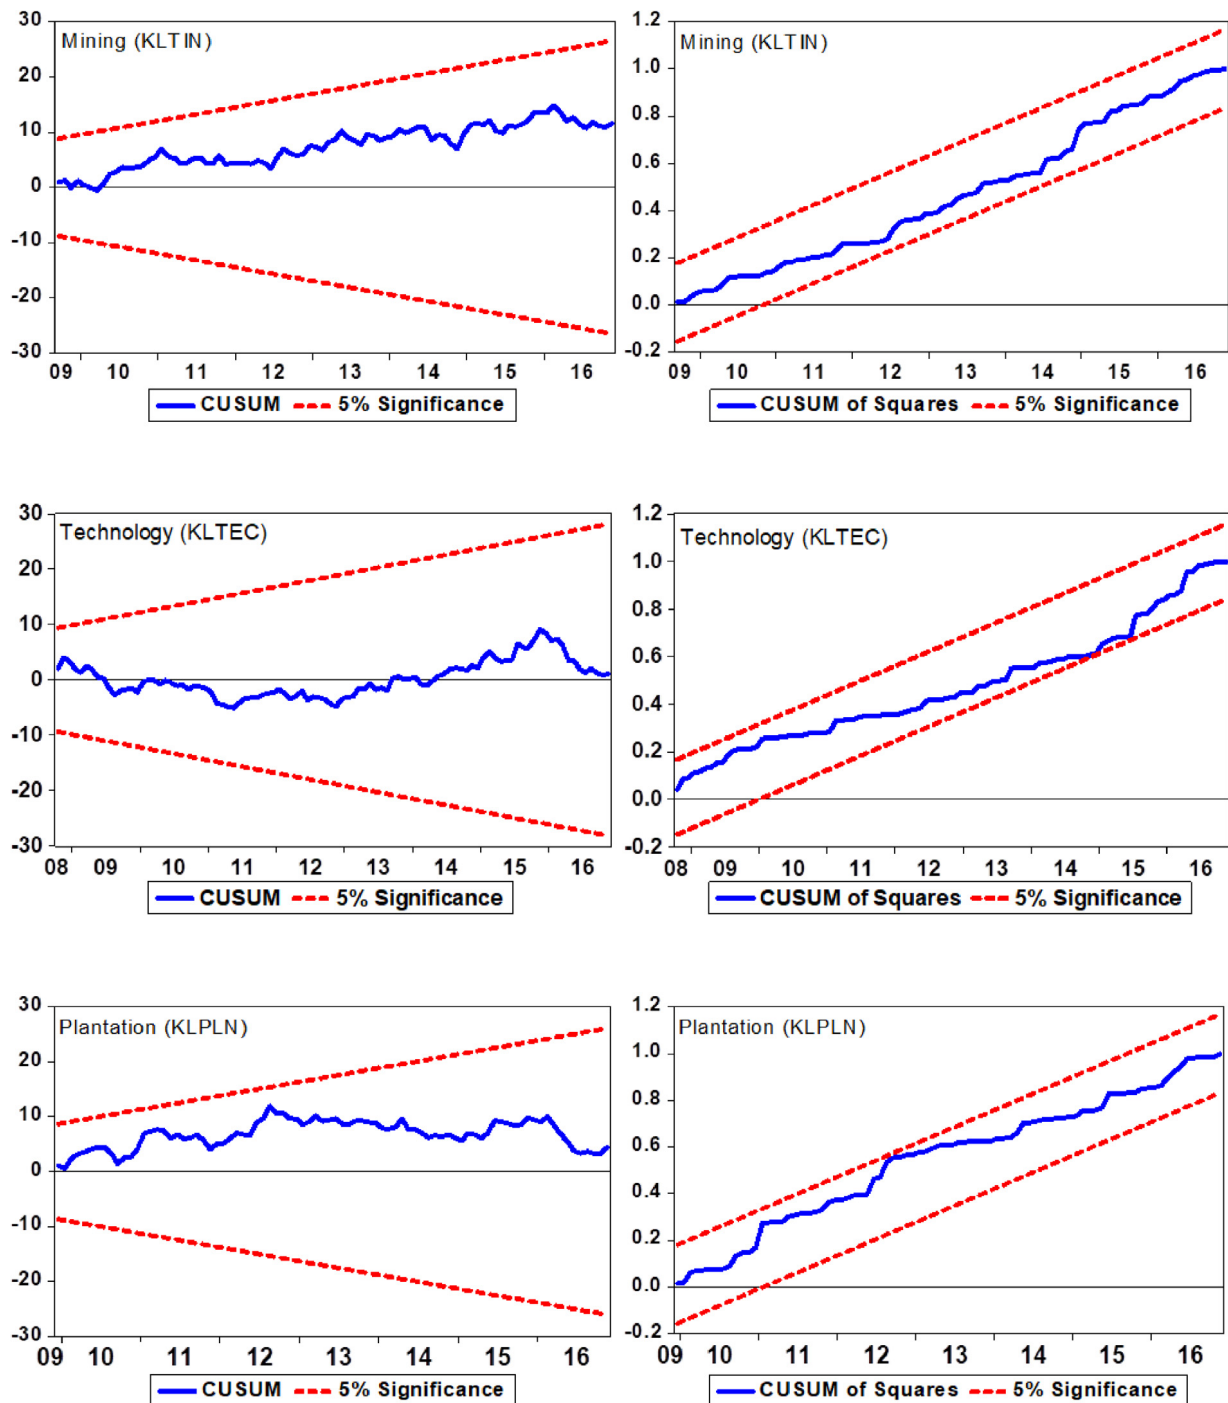 30
Mining (KLTIN)
20
10
0
-10
-20
-30
09 10 11 12 13 14 15 16
CUSUM 5% Significance
1.2
Mining (KLTIN)
1.0
0.8
0.6
0.4
0.2
0.0
-0.2
09 10 11 12 13 14 15 16
CUSUM of Squares 5% Significance
30
Technology (KLTEC)
20
10
0
-10
-20
-30
08 09 10 11 12 13 14 15 16
CUSUM 5% Significance
1.2
Technology (KLTEC)
1.0
0.8
0.6
0.4
0.2
0.0
-0.2
08 09 10 11 12 13 14 15 16
CUSUM of Squares 5% Significance
30
Plantation (KLPLN)
20
10
0
-10
-20
-30
09 10 11 12 13 14 15 16
CUSUM 5% Significance
1.2
Plantation (KLPLN)
1.0
0.8
0.6
0.4
0.2
0.0
-0.2
09 10 11 12 13 14 15 16
CUSUM of Squares 5% Significance